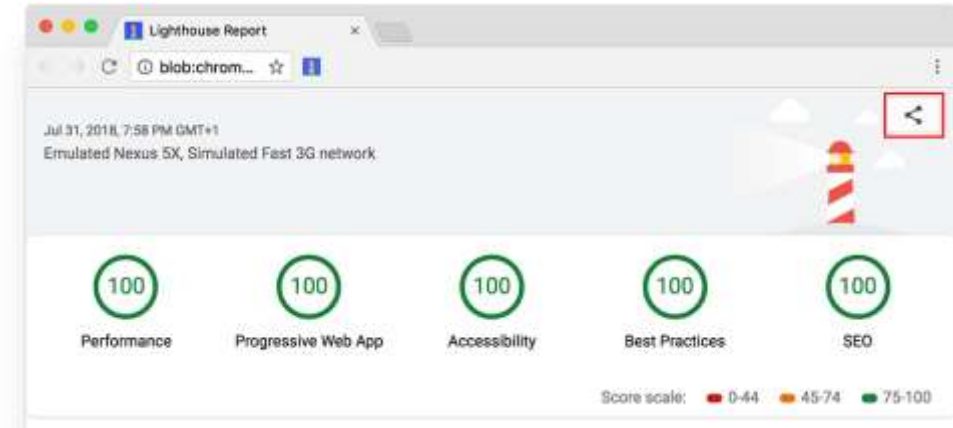 Lighthouse Report ×
blob:chrom...
Jul 31, 2018, 7:58 PM GMT+1
Emulated Nexus 5X, Simulated Fast 3G network
100 100 100 100 100
Performance Progressive Web App Accessibility Best Practices SEO
Score scale: 0-44 45-74 75-100